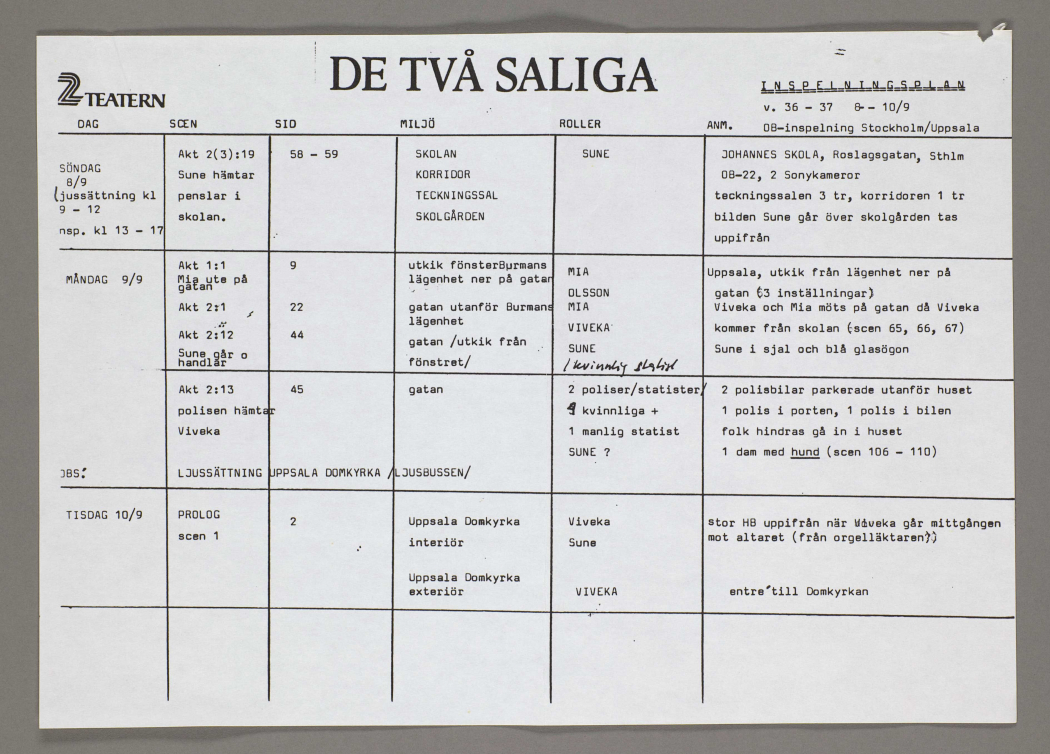 DE TVÅ SALIGA
2 TEATERN
INSPELNINGSPLAN
v. 36 - 37 8-- 10/9
DAG SCEN SID MILJÖ ROLLER ANM. OB-inspelning Stockholm/Uppsala
SÖNDAG
8/9
ljussättning kl
9 - 12
nsp. kl 13 - 17
Akt 2(3):19
Sune hämtar
penslar i
skolan.
58 - 59
SKOLAN
KORRIDOR
TECKNINGSSAL
SKOLGÅRDEN
SUNE
JOHANNES SKOLA, Roslagsgatan, Sthlm
OB-22, 2 Sonykameror
teckningssalen 3 tr, korridoren 1 tr
bilden Sune går över skolgården tas
uppifrån
MÅNDAG 9/9
Akt 1:1
Mia ute på
gatan
9
utkik fönsterBurmans
lägenhet ner på gatan
MIA
OLSSON
Uppsala, utkik från lägenhet ner på
gatan (3 inställningar)
Akt 2:1
22
gatan utanför Burmans
lägenhet
MIA
VIVEKA
Viveka och Mia möts på gatan då Viveka
kommer från skolan (scen 65, 66, 67)
Akt 2:12
Sune går o
handlar
44
gatan /utkik från
fönstret/
SUNE
/kvinnlig statist
Sune i sjal och blå glasögon
Akt 2:13
polisen hämtar
Viveka
45
gatan
2 poliser/statister/
9 kvinnliga +
1 manlig statist
SUNE ?
2 polisbilar parkerade utanför huset
1 polis i porten, 1 polis i bilen
folk hindras gå in i huset
1 dam med hund (scen 106 - 110)
OBS: LJUSSÄTTNING UPPSALA DOMKYRKA /LJUSBUSSEN/
TISDAG 10/9
PROLOG
scen 1
2
Uppsala Domkyrka
interiör
Viveka
Sune
stor HB uppifrån när Viveka går mittgången
mot altaret (från orgelläktaren?)
Uppsala Domkyrka
exteriör
VIVEKA
entre´till Domkyrkan